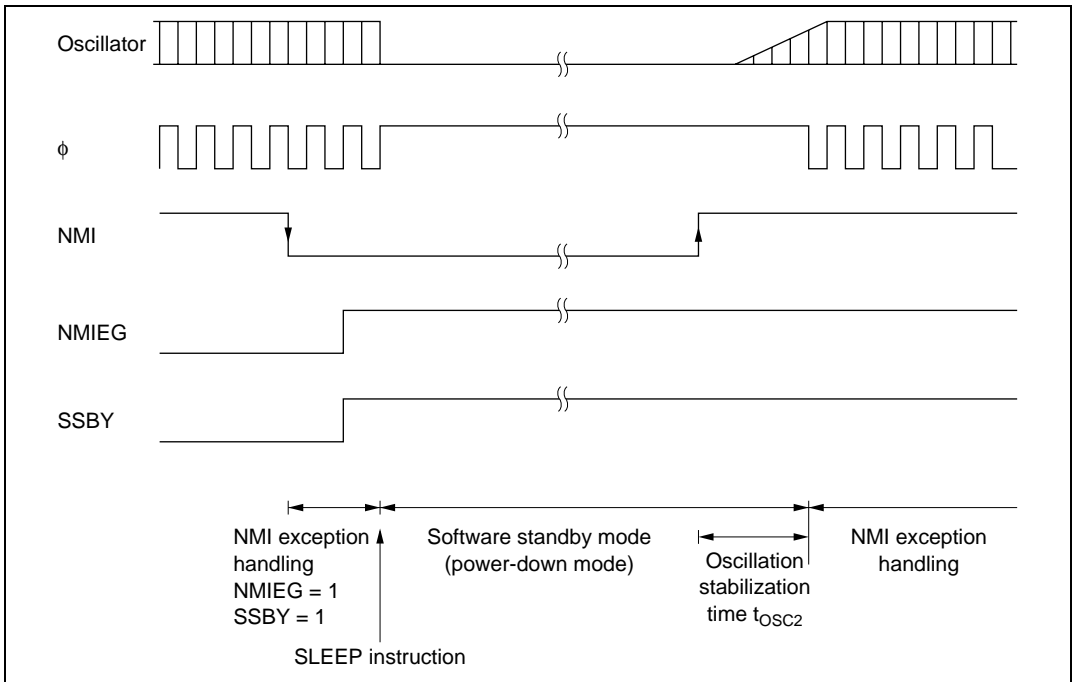 Oscillator
ϕ
NMI
NMIEG
SSBY
NMI exception
handling
NMIEG = 1
SSBY = 1
Software standby mode
(power-down mode)
Oscillation
stabilization
time tOSC2
NMI exception
handling
SLEEP instruction